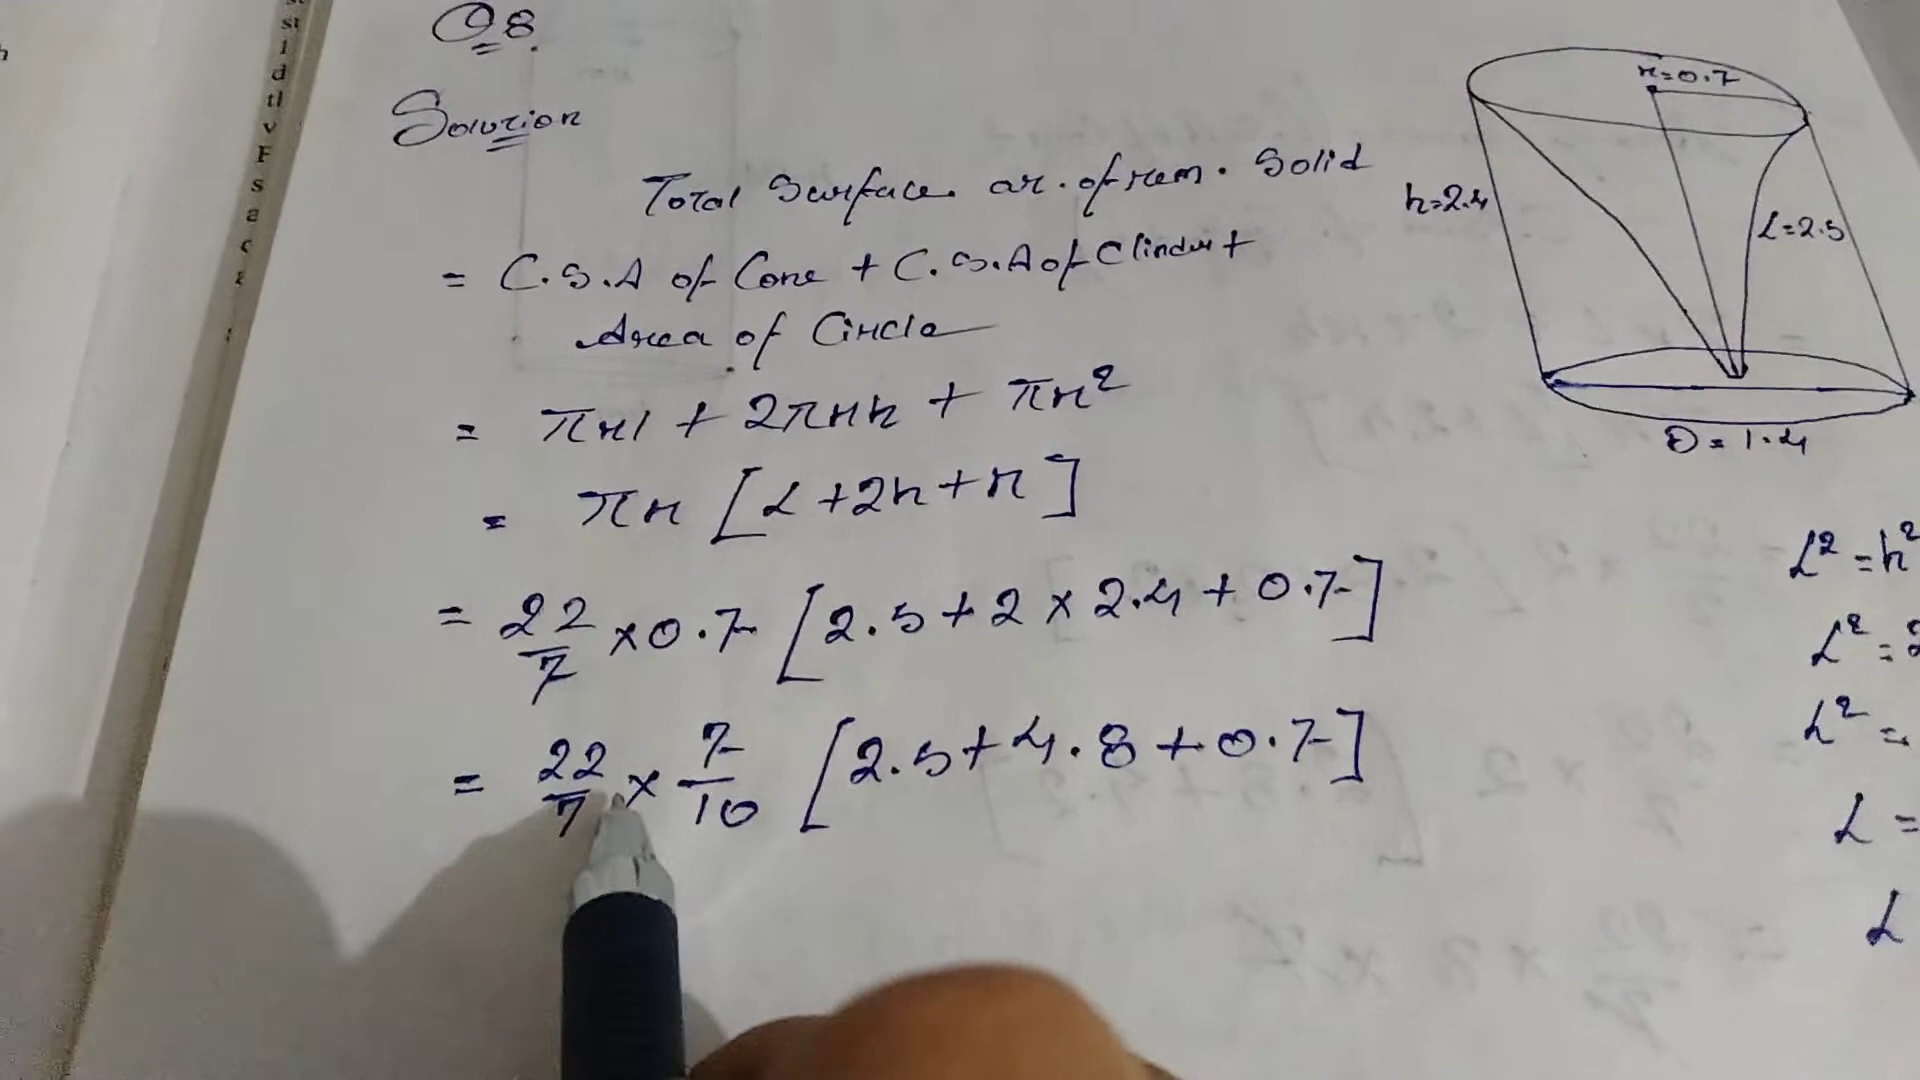 Q 8.
Solution
Total Surface. ar. of rem. Solid
= C.S.A of Cone + C.S.A of Clinder +
Area of Circle
= πrl + 2πrh + πr²
= πr [L + 2h + r]
= 22/7 × 0.7 [2.5 + 2 × 2.4 + 0.7]
= 22/7 × 7/10 [2.5 + 4.8 + 0.7]
r=0.7
h=2.4
L=2.5
D = 1.4
L² = h²
L² =
L² =
L =
L